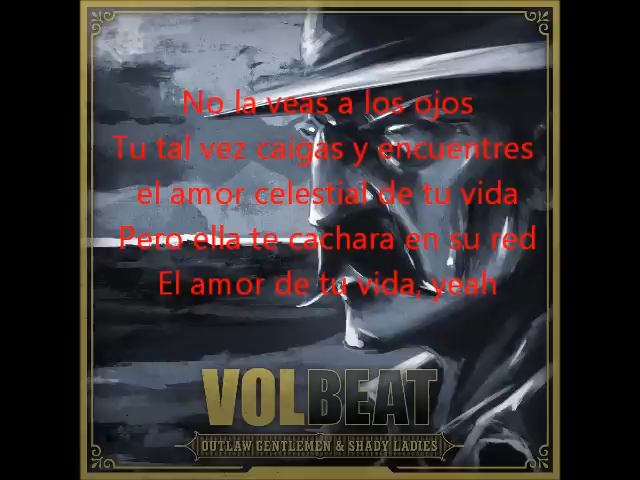 No la veas a los ojos
Tu tal vez caigas y encuentres
el amor celestial de tu vida
Pero ella te cachara en su red
El amor de tu vida, yeah
VOLBEAT
OUTLAW GENTLEMEN & SHADY LADIES